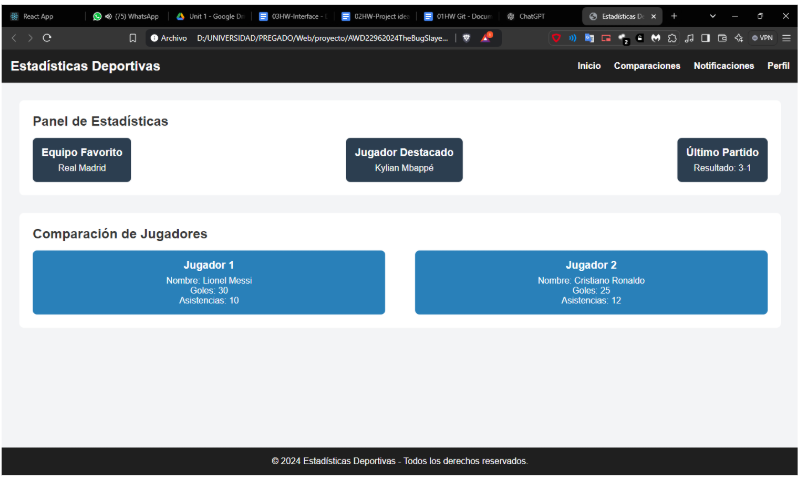 React App
(75) WhatsApp
Unit 1 - Google Dr
03HW-Interface - 
02HW-Project idea
01HW Git - Docum
ChatGPT
Estadísticas D
Archivo D:/UNIVERSIDAD/PREGADO/Web/proyecto/AWD22962024TheBugSlaye...
VPN
Estadísticas Deportivas
Inicio Comparaciones Notificaciones Perfil
Panel de Estadísticas
Equipo Favorito
Real Madrid
Jugador Destacado
Kylian Mbappé
Último Partido
Resultado: 3-1
Comparación de Jugadores
Jugador 1
Nombre: Lionel Messi
Goles: 30
Asistencias: 10
Jugador 2
Nombre: Cristiano Ronaldo
Goles: 25
Asistencias: 12
© 2024 Estadísticas Deportivas - Todos los derechos reservados.